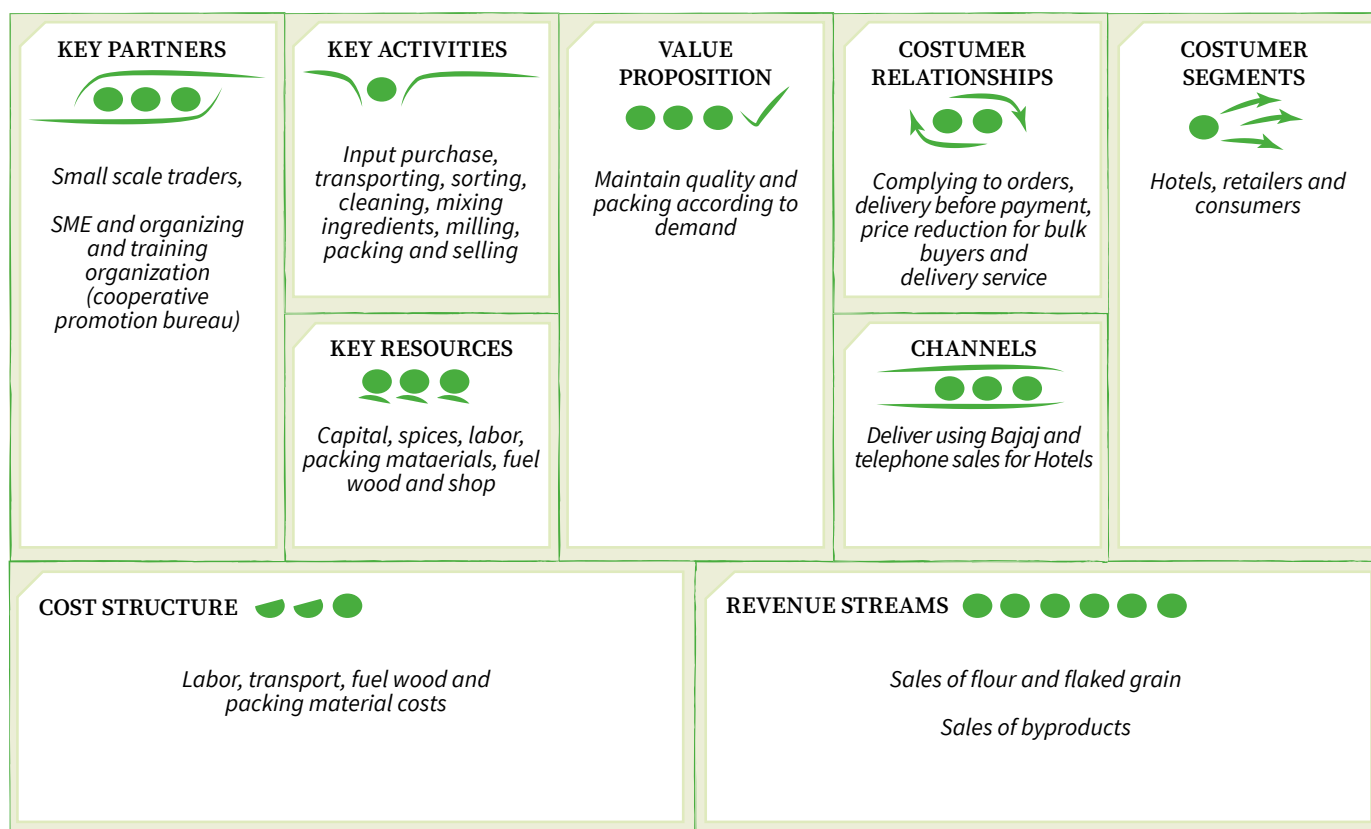 KEY PARTNERS
Small scale traders,
SME and organizing
and training
organization
(cooperative
promotion bureau)
KEY ACTIVITIES
Input purchase,
transporting, sorting,
cleaning, mixing
ingredients, milling,
packing and selling
KEY RESOURCES
Capital, spices, labor,
packing mataerials, fuel
wood and shop
VALUE
PROPOSITION
Maintain quality and
packing according to
demand
COSTUMER
RELATIONSHIPS
Complying to orders,
delivery before payment,
price reduction for bulk
buyers and
delivery service
CHANNELS
Deliver using Bajaj and
telephone sales for Hotels
COSTUMER
SEGMENTS
Hotels, retailers and
consumers
COST STRUCTURE
Labor, transport, fuel wood and
packing material costs
REVENUE STREAMS
Sales of flour and flaked grain
Sales of byproducts